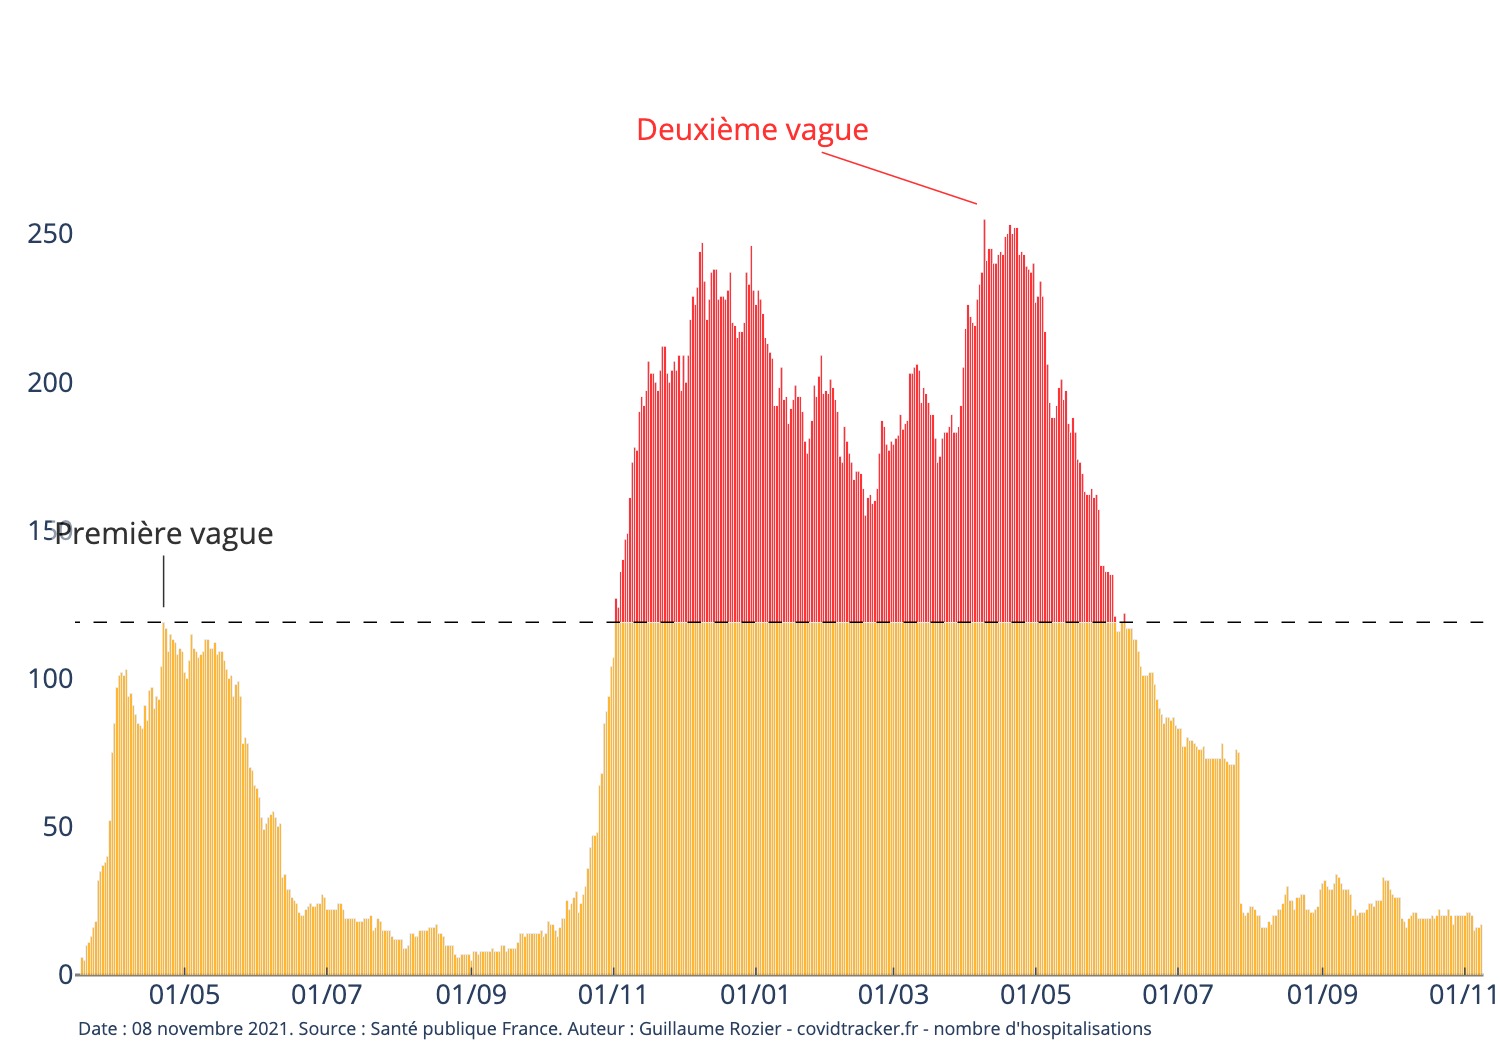 Deuxième vague
250
200
150
Première vague
100
50
0
01/05 01/07 01/09 01/11 01/01 01/03 01/05 01/07 01/09 01/11
Date : 08 novembre 2021. Source : Santé publique France. Auteur : Guillaume Rozier - covidtracker.fr - nombre d'hospitalisations